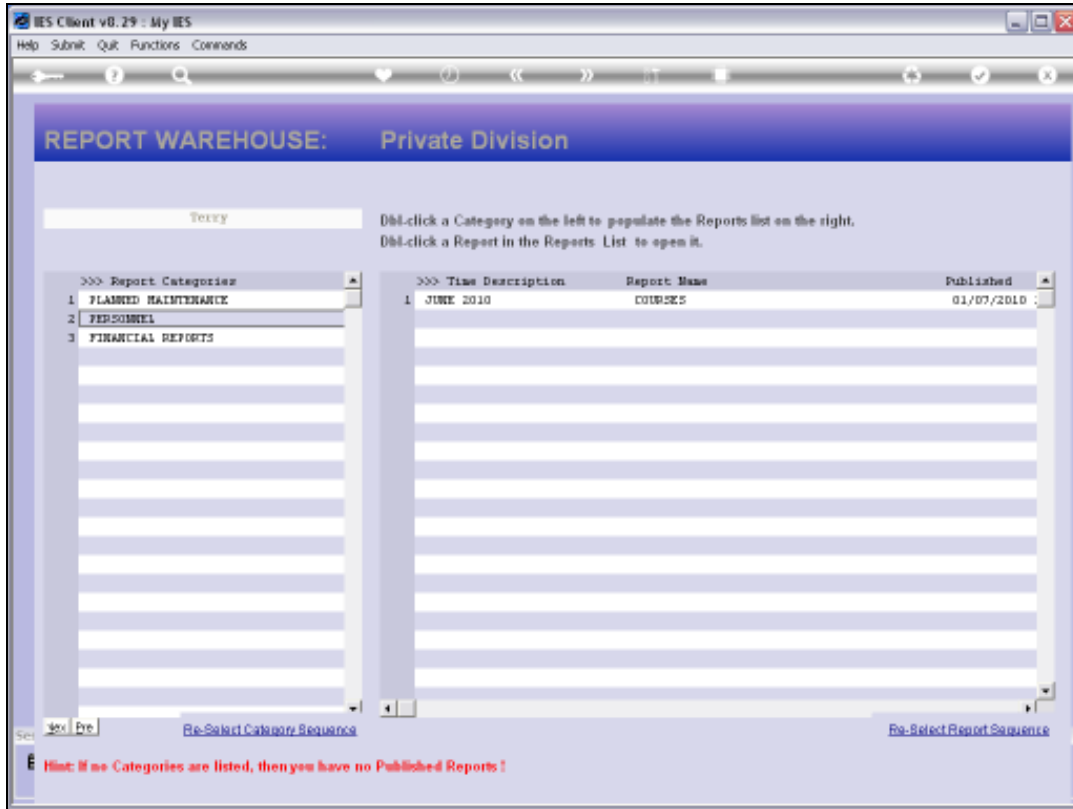 IES Client v8.29 : My IES
Help Submit Quit Functions Commands
REPORT WAREHOUSE: Private Division
Terry
Dbl-click a Category on the left to populate the Reports list on the right.
Dbl-click a Report in the Reports List to open it.
>>> Report Categories
1 PLANNED MAINTENANCE
2 PERSONNEL
3 FINANCIAL REPORTS
>>> Time Description Report Name Published
1 JUNE 2010 COURSES 01/07/2010
Nex Pre Re-Select Category Sequence Re-Select Report Sequence
Hint: If no Categories are listed, then you have no Published Reports !